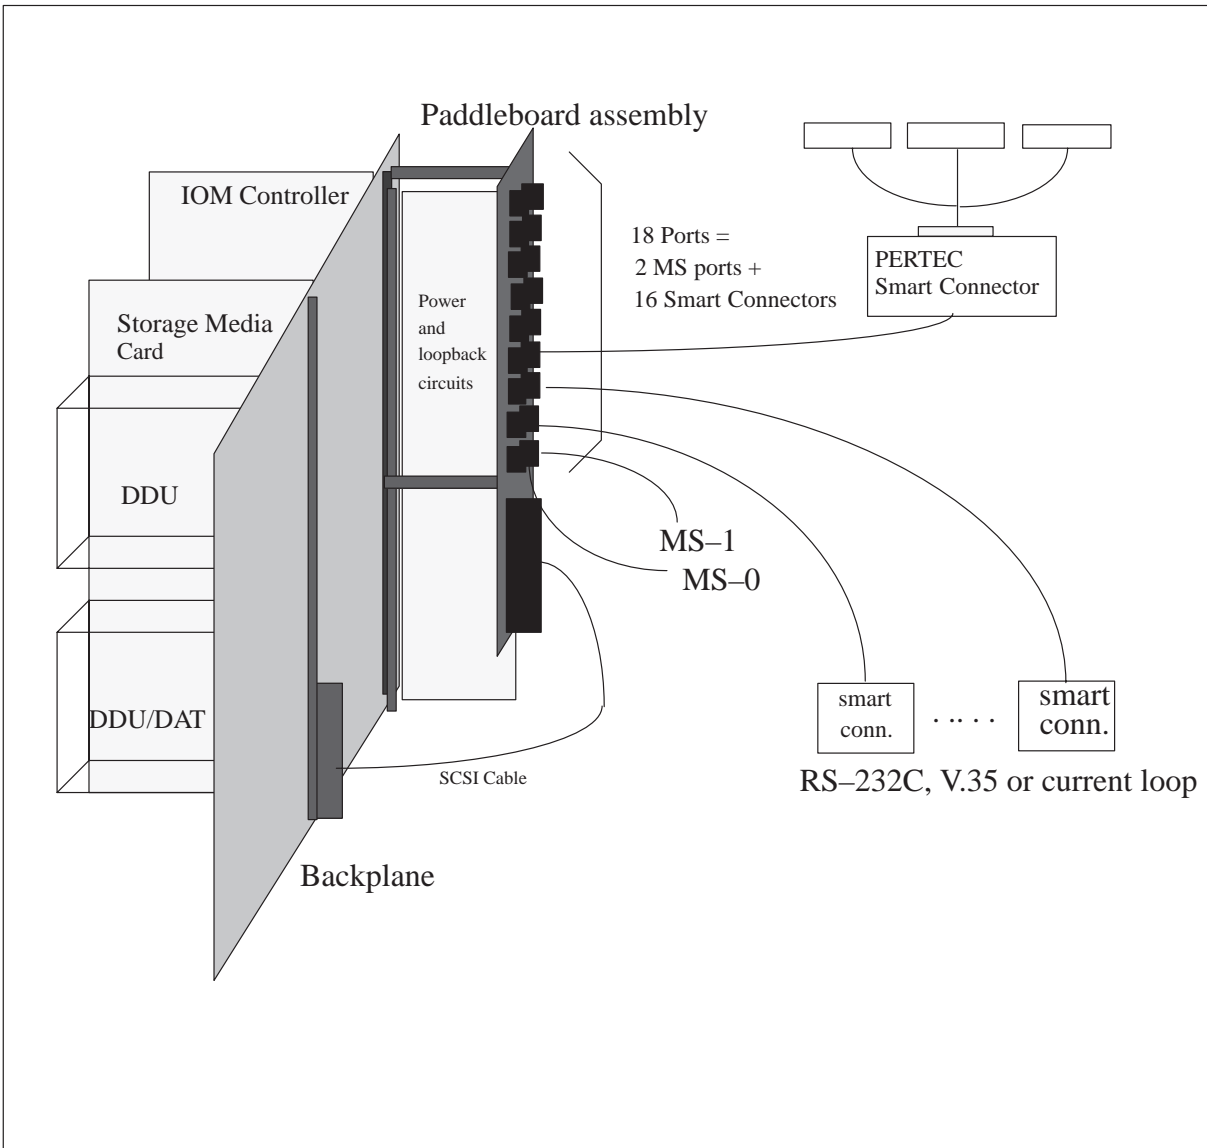 Paddleboard assembly
IOM Controller
18 Ports =
2 MS ports +
16 Smart Connectors
PERTEC
Smart Connector
Storage Media
Card
Power
and
loopback
circuits
DDU
MS–1
MS–0
DDU/DAT
smart
conn.
. .. . .
smart
conn.
SCSI Cable
RS–232C, V.35 or current loop
Backplane